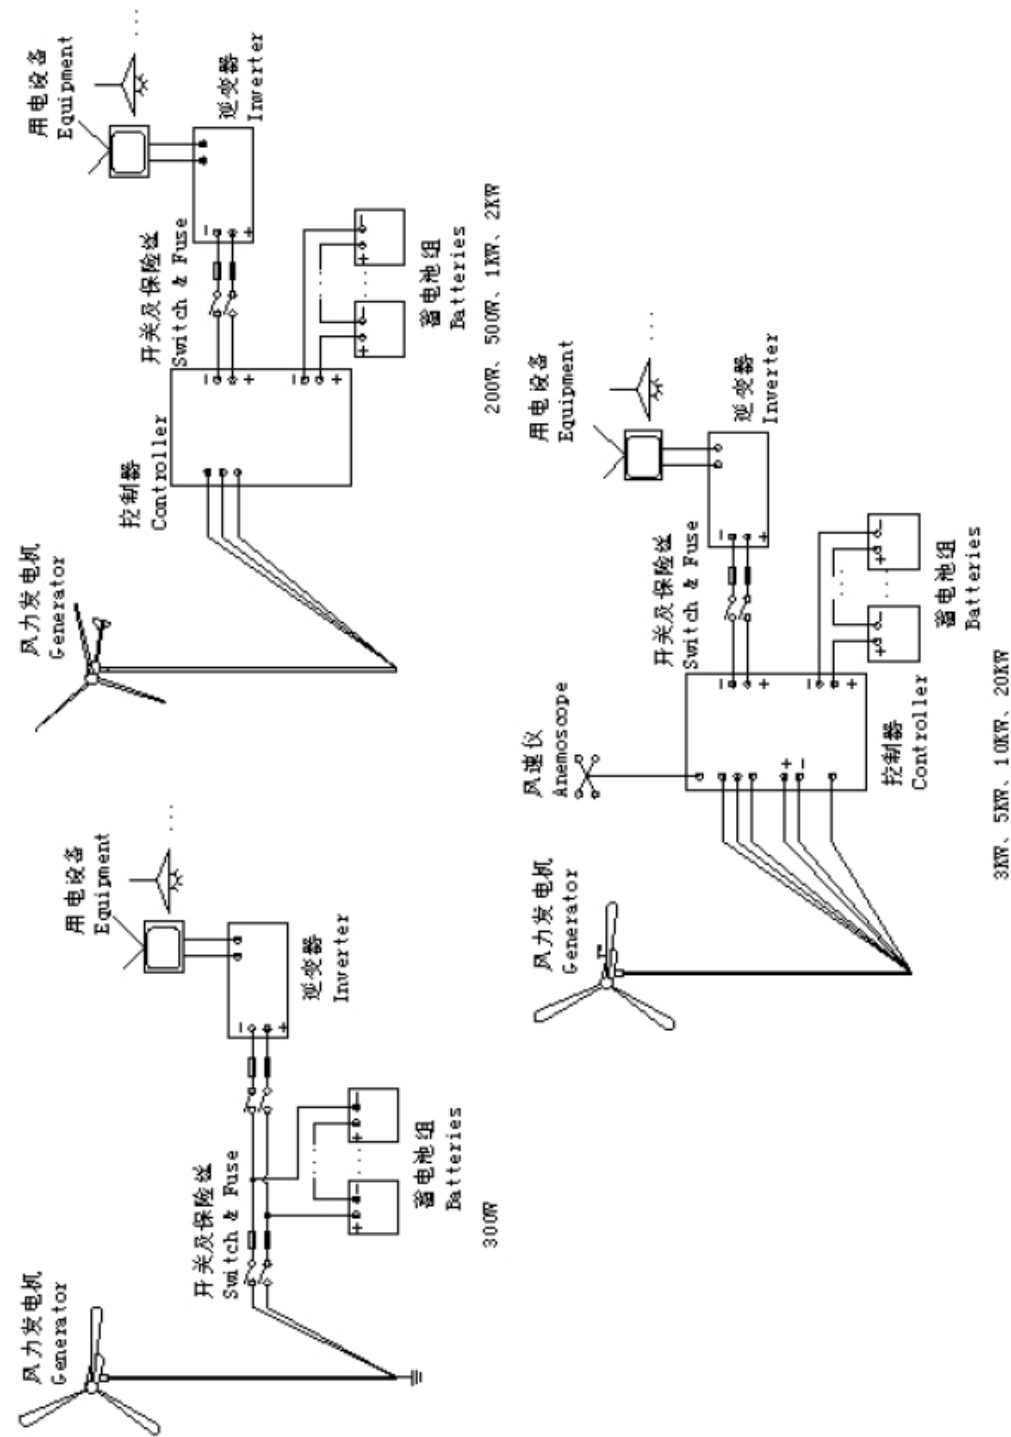 风力发电机
Generator
开关及保险丝
Switch & Fuse
用电设备
Equipment
逆变器
Inverter
蓄电池组
Batteries
300W
风力发电机
Generator
控制器
Controller
开关及保险丝
Switch & Fuse
用电设备
Equipment
逆变器
Inverter
蓄电池组
Batteries
200W、500W、1KW、2KW
风力发电机
Generator
风速仪
Anemoscope
开关及保险丝
Switch & Fuse
用电设备
Equipment
逆变器
Inverter
控制器
Controller
蓄电池组
Batteries
3KW、5KW、10KW、20KW